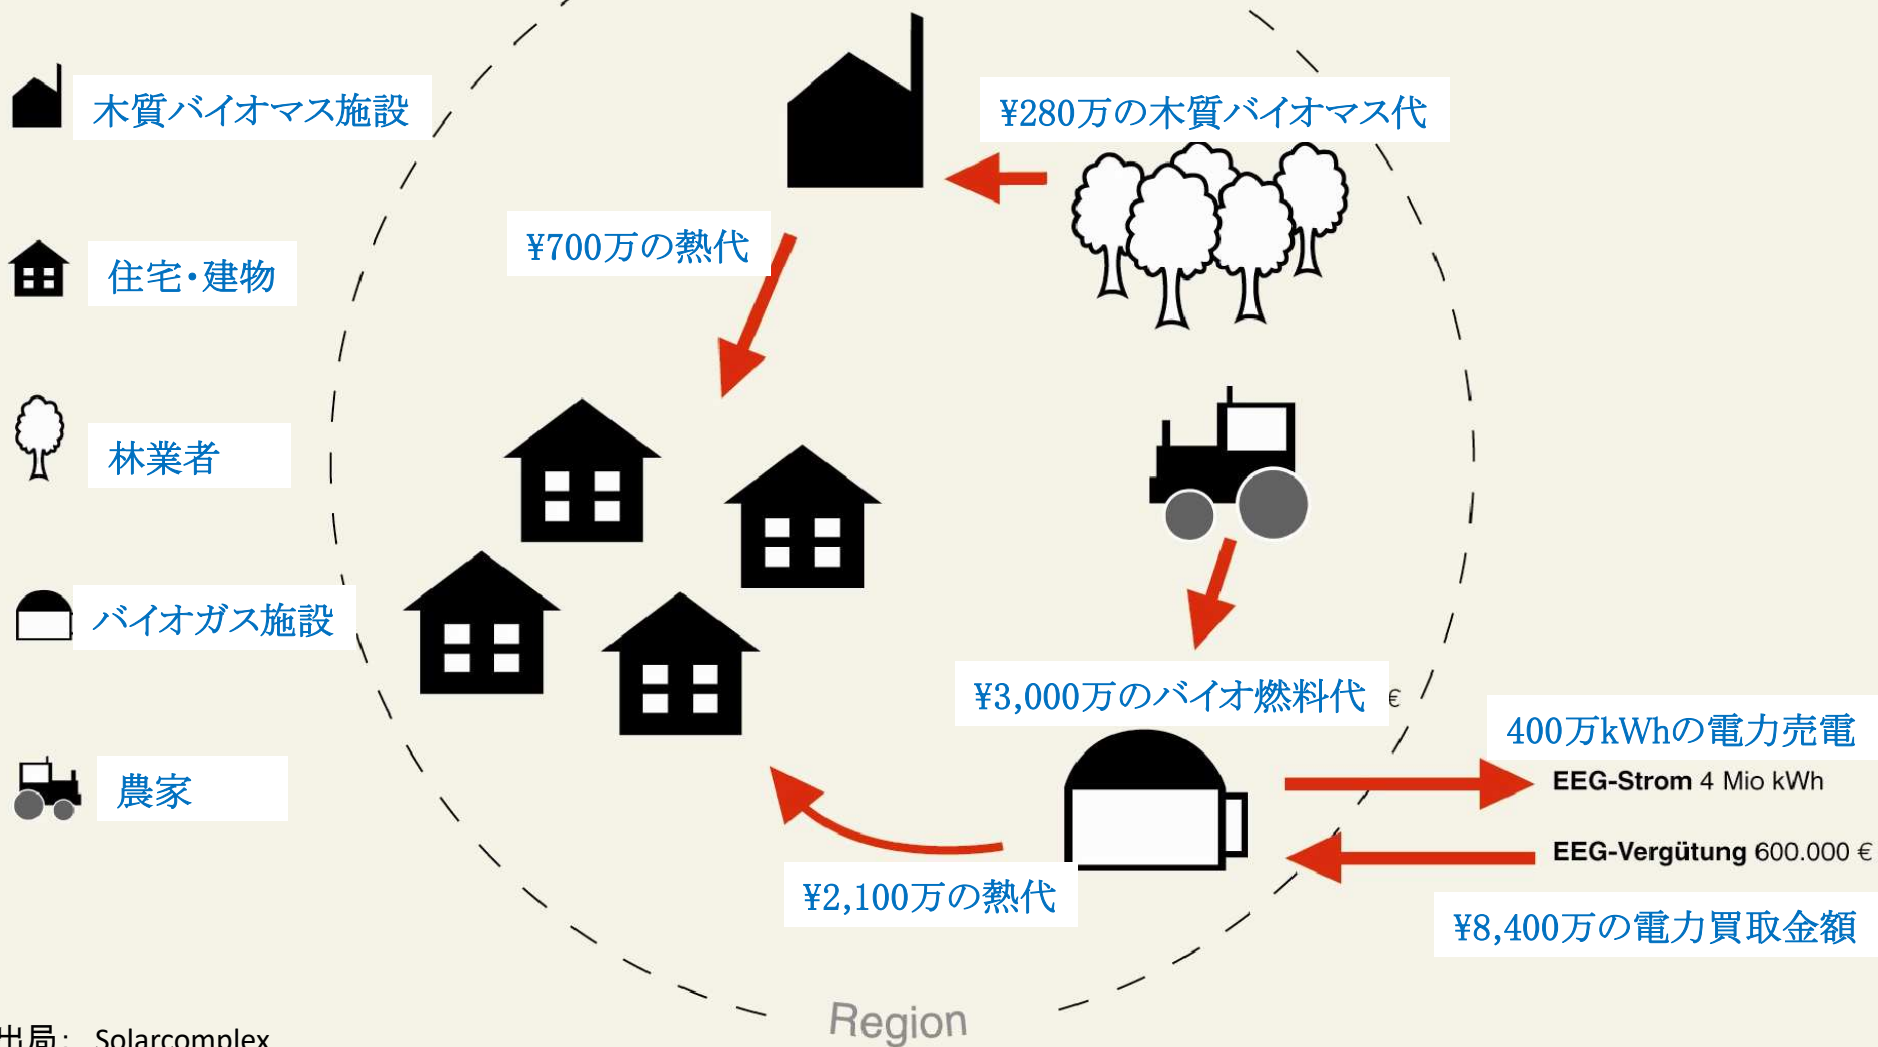 木質バイオマス施設
¥280万の木質バイオマス代
¥700万の熱代
住宅・建物
林業者
バイオガス施設
¥3,000万のバイオ燃料代 €
400万kWhの電力売電
EEG-Strom 4 Mio kWh
農家
EEG-Vergütung 600.000 €
¥2,100万の熱代
¥8,400万の電力買取金額
Region
出局: Solarcomplex